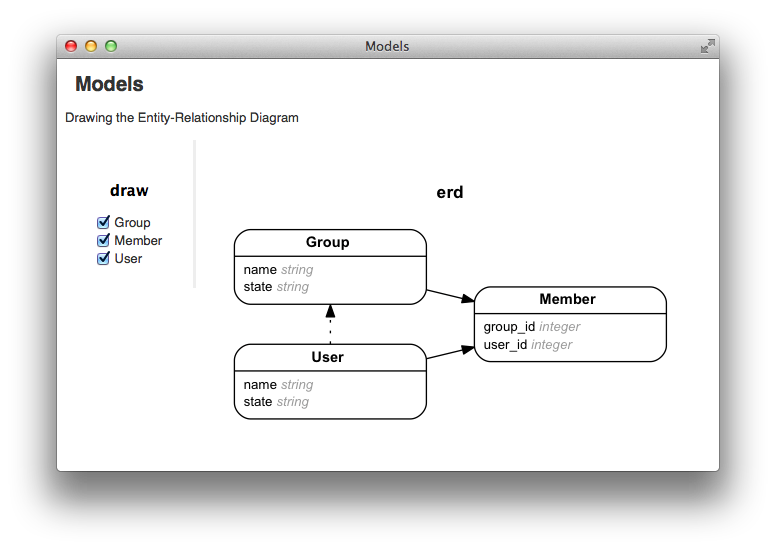 Models
Models
Drawing the Entity-Relationship Diagram
draw
Group
Member
User
erd
Group
name string
state string
Member
group_id integer
user_id integer
User
name string
state string